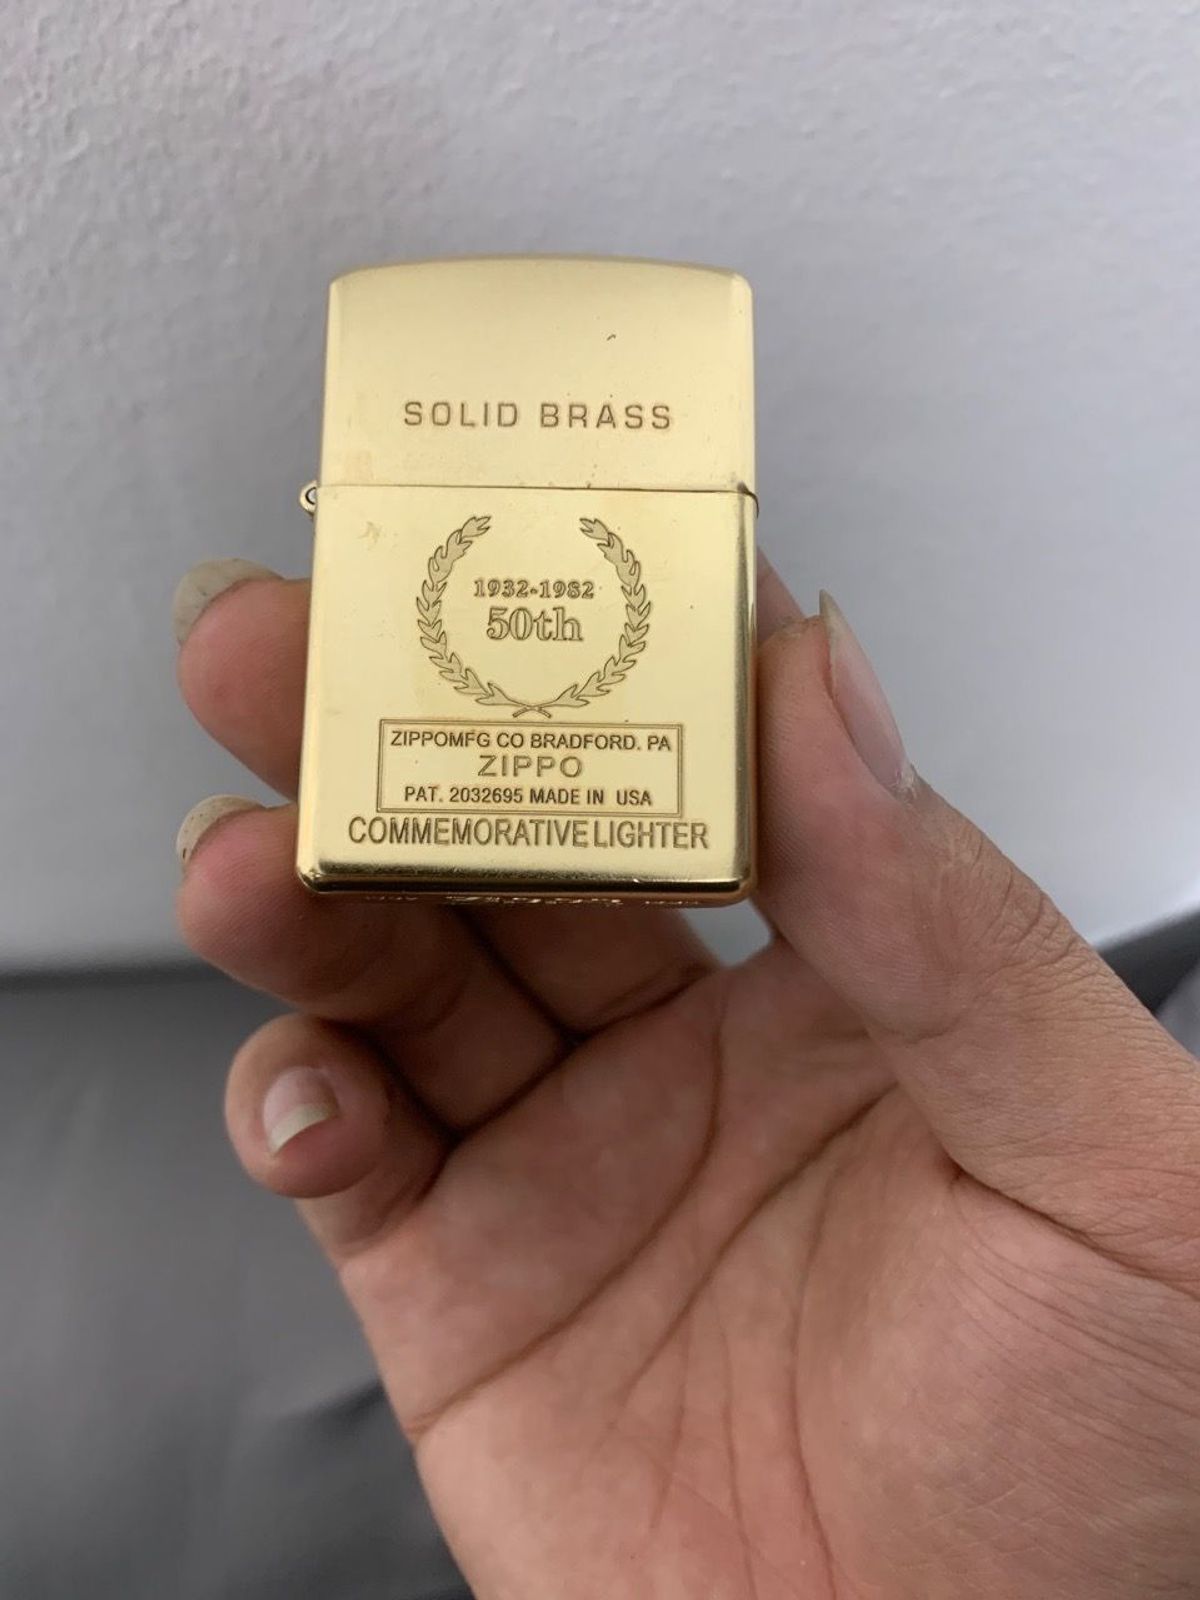 SOLID BRASS
1932-1982
50th
ZIPPOMFG CO BRADFORD. PA
ZIPPO
PAT. 2032695 MADE IN USA
COMMEMORATIVE LIGHTER